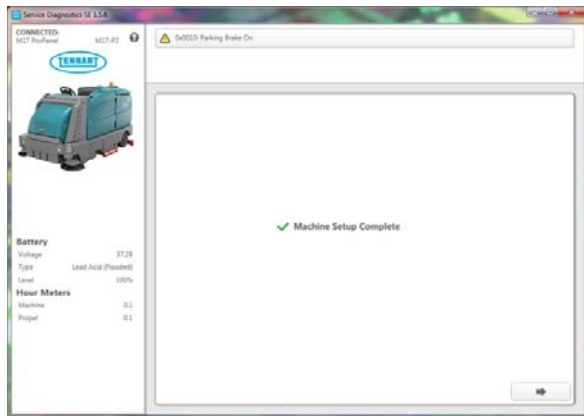 Service Diagnostics SE 1.5.6
CONNECTED:
M17 ProPanel M17-R2
TENNANT
0x0010: Parking Brake On
Machine Setup Complete
Battery
Voltage 37.28
Type Lead Acid (Flooded)
Level 100%
Hour Meters
Machine 0.1
Propel 0.1